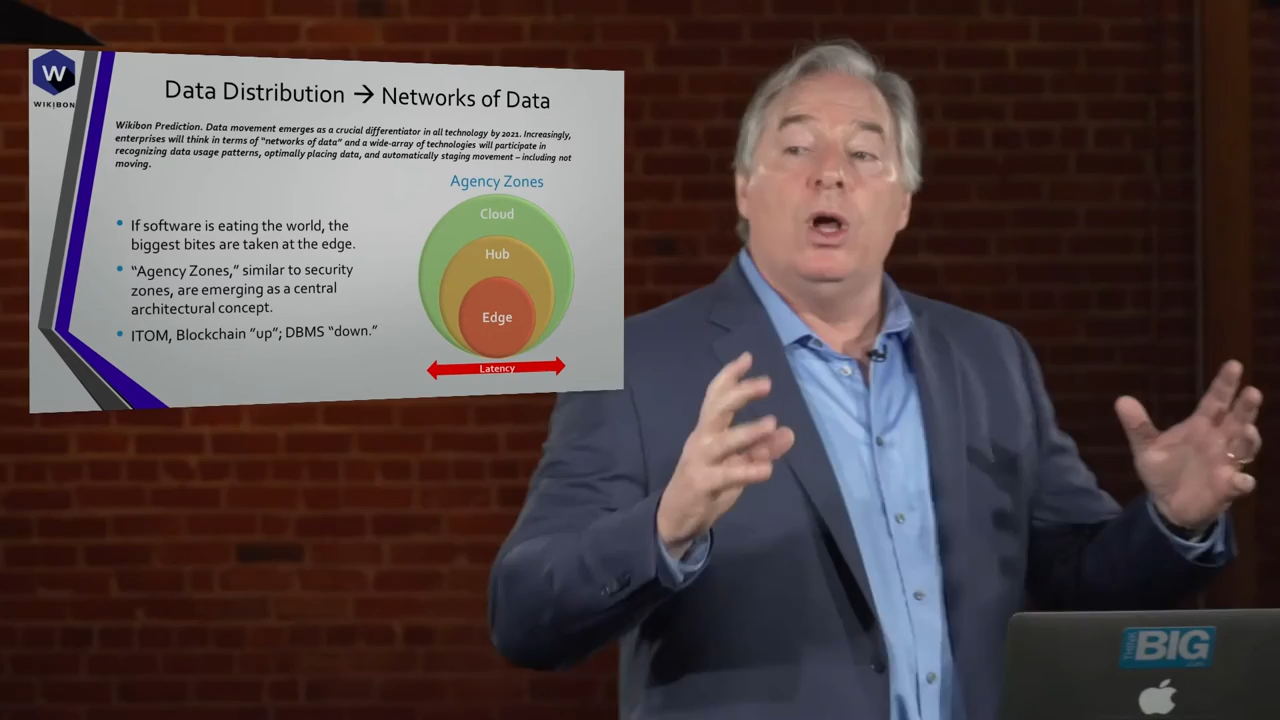 W
WIKIBON
Data Distribution → Networks of Data
Wikibon Prediction. Data movement emerges as a crucial differentiator in all technology by 2021. Increasingly,
enterprises will think in terms of "networks of data" and a wide-array of technologies will participate in
recognizing data usage patterns, optimally placing data, and automatically staging movement – including not
moving.
• If software is eating the world, the
biggest bites are taken at the edge.
• "Agency Zones," similar to security
zones, are emerging as a central
architectural concept.
• ITOM, Blockchain "up"; DBMS "down."
Agency Zones
Cloud
Hub
Edge
Latency
THINK
BIG